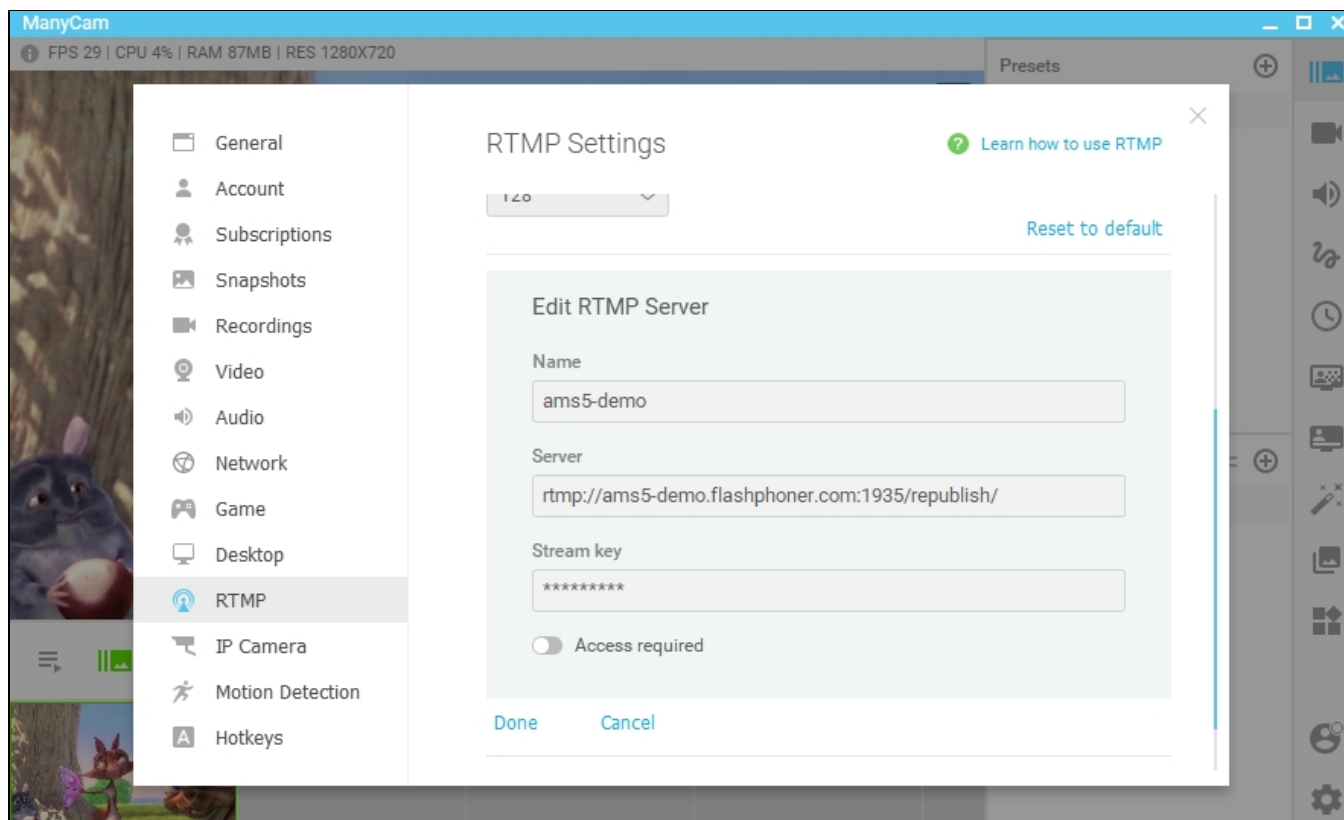 ManyCam
FPS 29 | CPU 4% | RAM 87MB | RES 1280X720
Presets
General
Account
Subscriptions
Snapshots
Recordings
Video
Audio
Network
Game
Desktop
RTMP
IP Camera
Motion Detection
A Hotkeys
RTMP Settings
? Learn how to use RTMP
128
Reset to default
Edit RTMP Server
Name
ams5-demo
Server
rtmp://ams5-demo.flashphoner.com:1935/republish/
Stream key
*********
Access required
Done Cancel